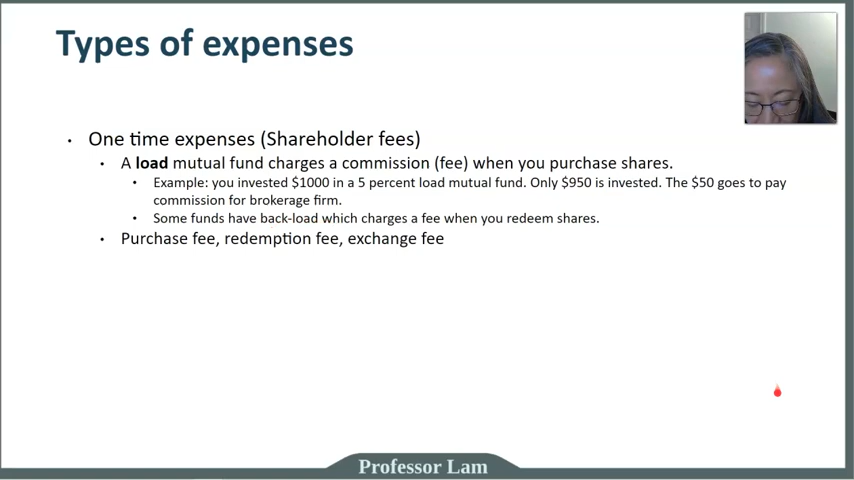 Types of expenses
• One time expenses (Shareholder fees)
• A load mutual fund charges a commission (fee) when you purchase shares.
• Example: you invested $1000 in a 5 percent load mutual fund. Only $950 is invested. The $50 goes to pay
commission for brokerage firm.
• Some funds have back-load which charges a fee when you redeem shares.
• Purchase fee, redemption fee, exchange fee
Professor Lam